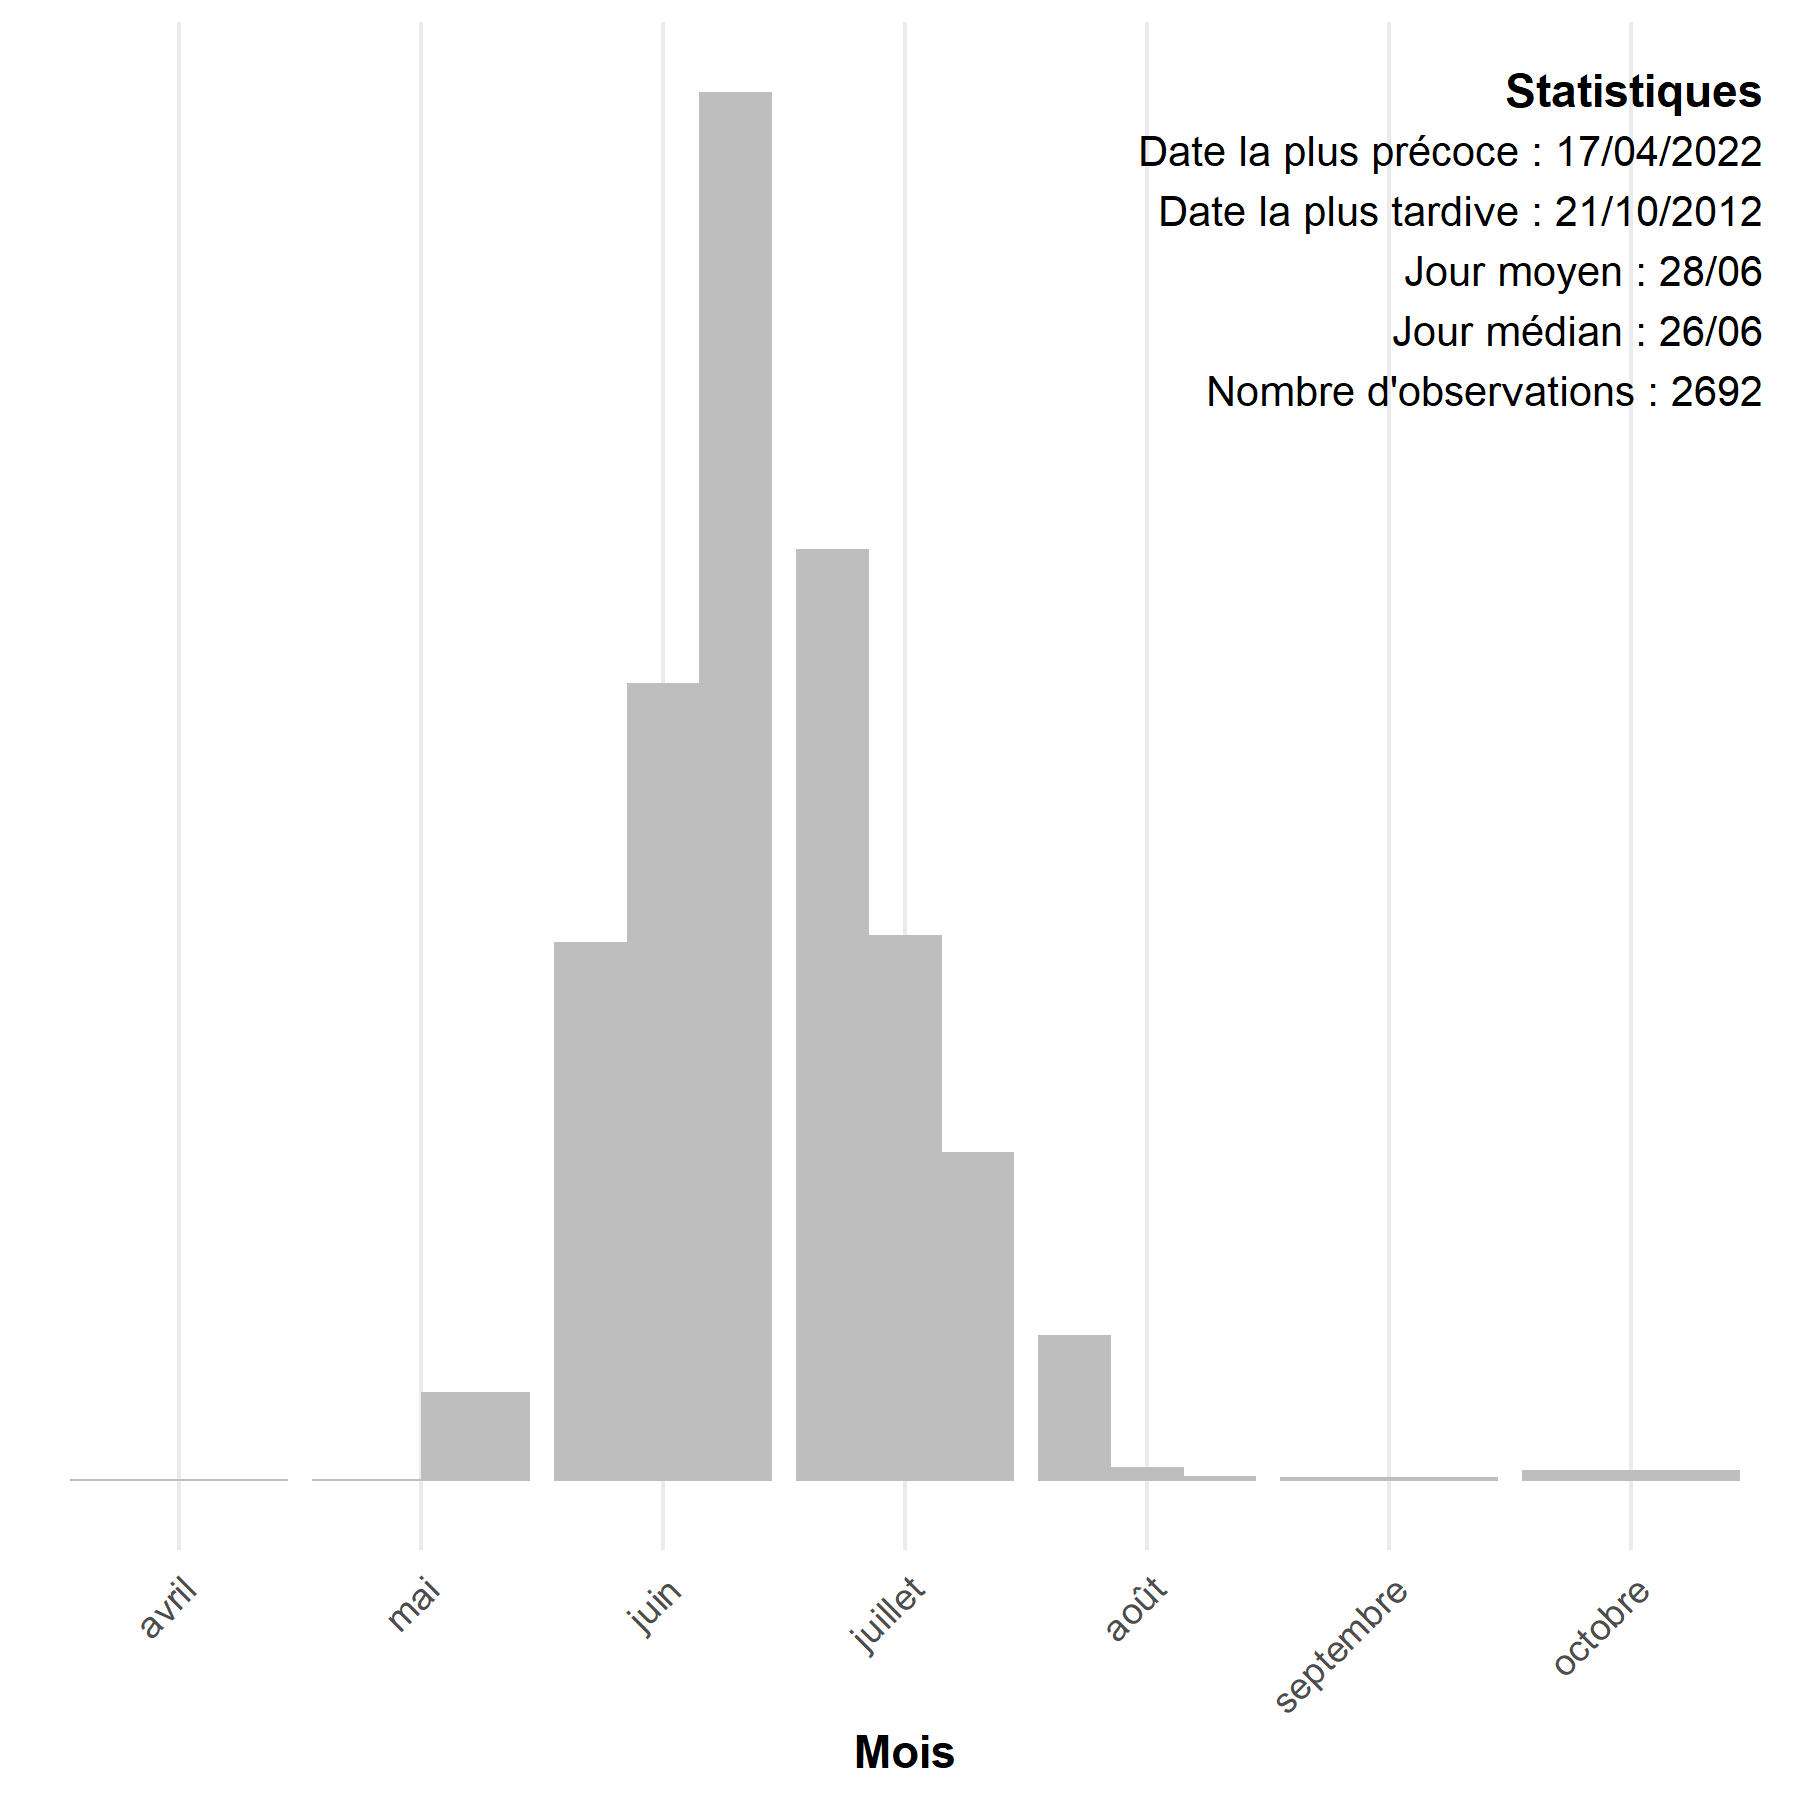 Statistiques
Date la plus précoce : 17/04/2022
Date la plus tardive : 21/10/2012
Jour moyen : 28/06
Jour médian : 26/06
Nombre d'observations : 2692
avril
mai
juin
juillet
août
septembre
octobre
Mois